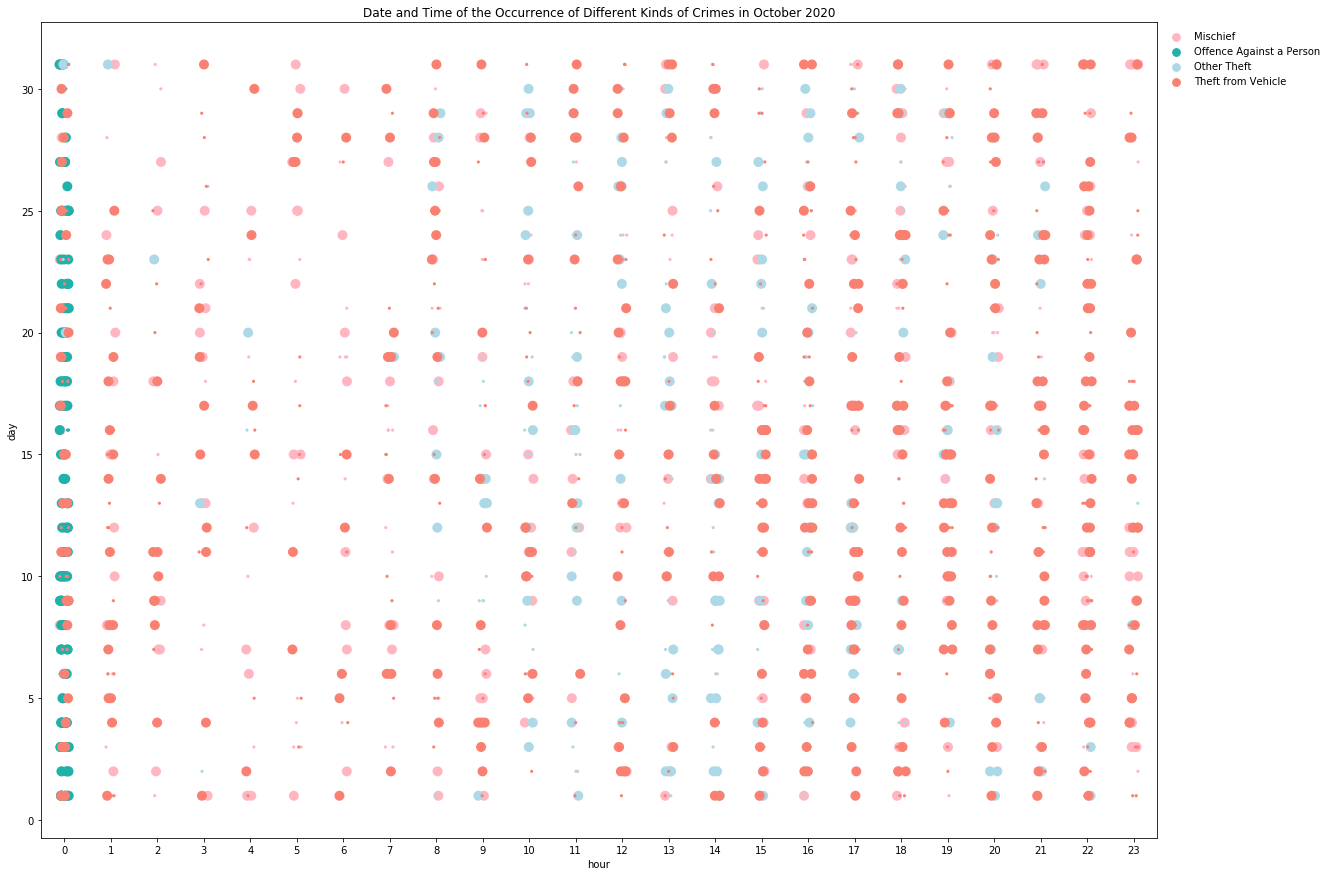 Date and Time of the Occurrence of Different Kinds of Crimes in October 2020
Mischief
Offence Against a Person
Other Theft
Theft from Vehicle
30
25
20
15
10
5
0
day
0 1 2 3 4 5 6 7 8 9 10 11 12 13 14 15 16 17 18 19 20 21 22 23
hour